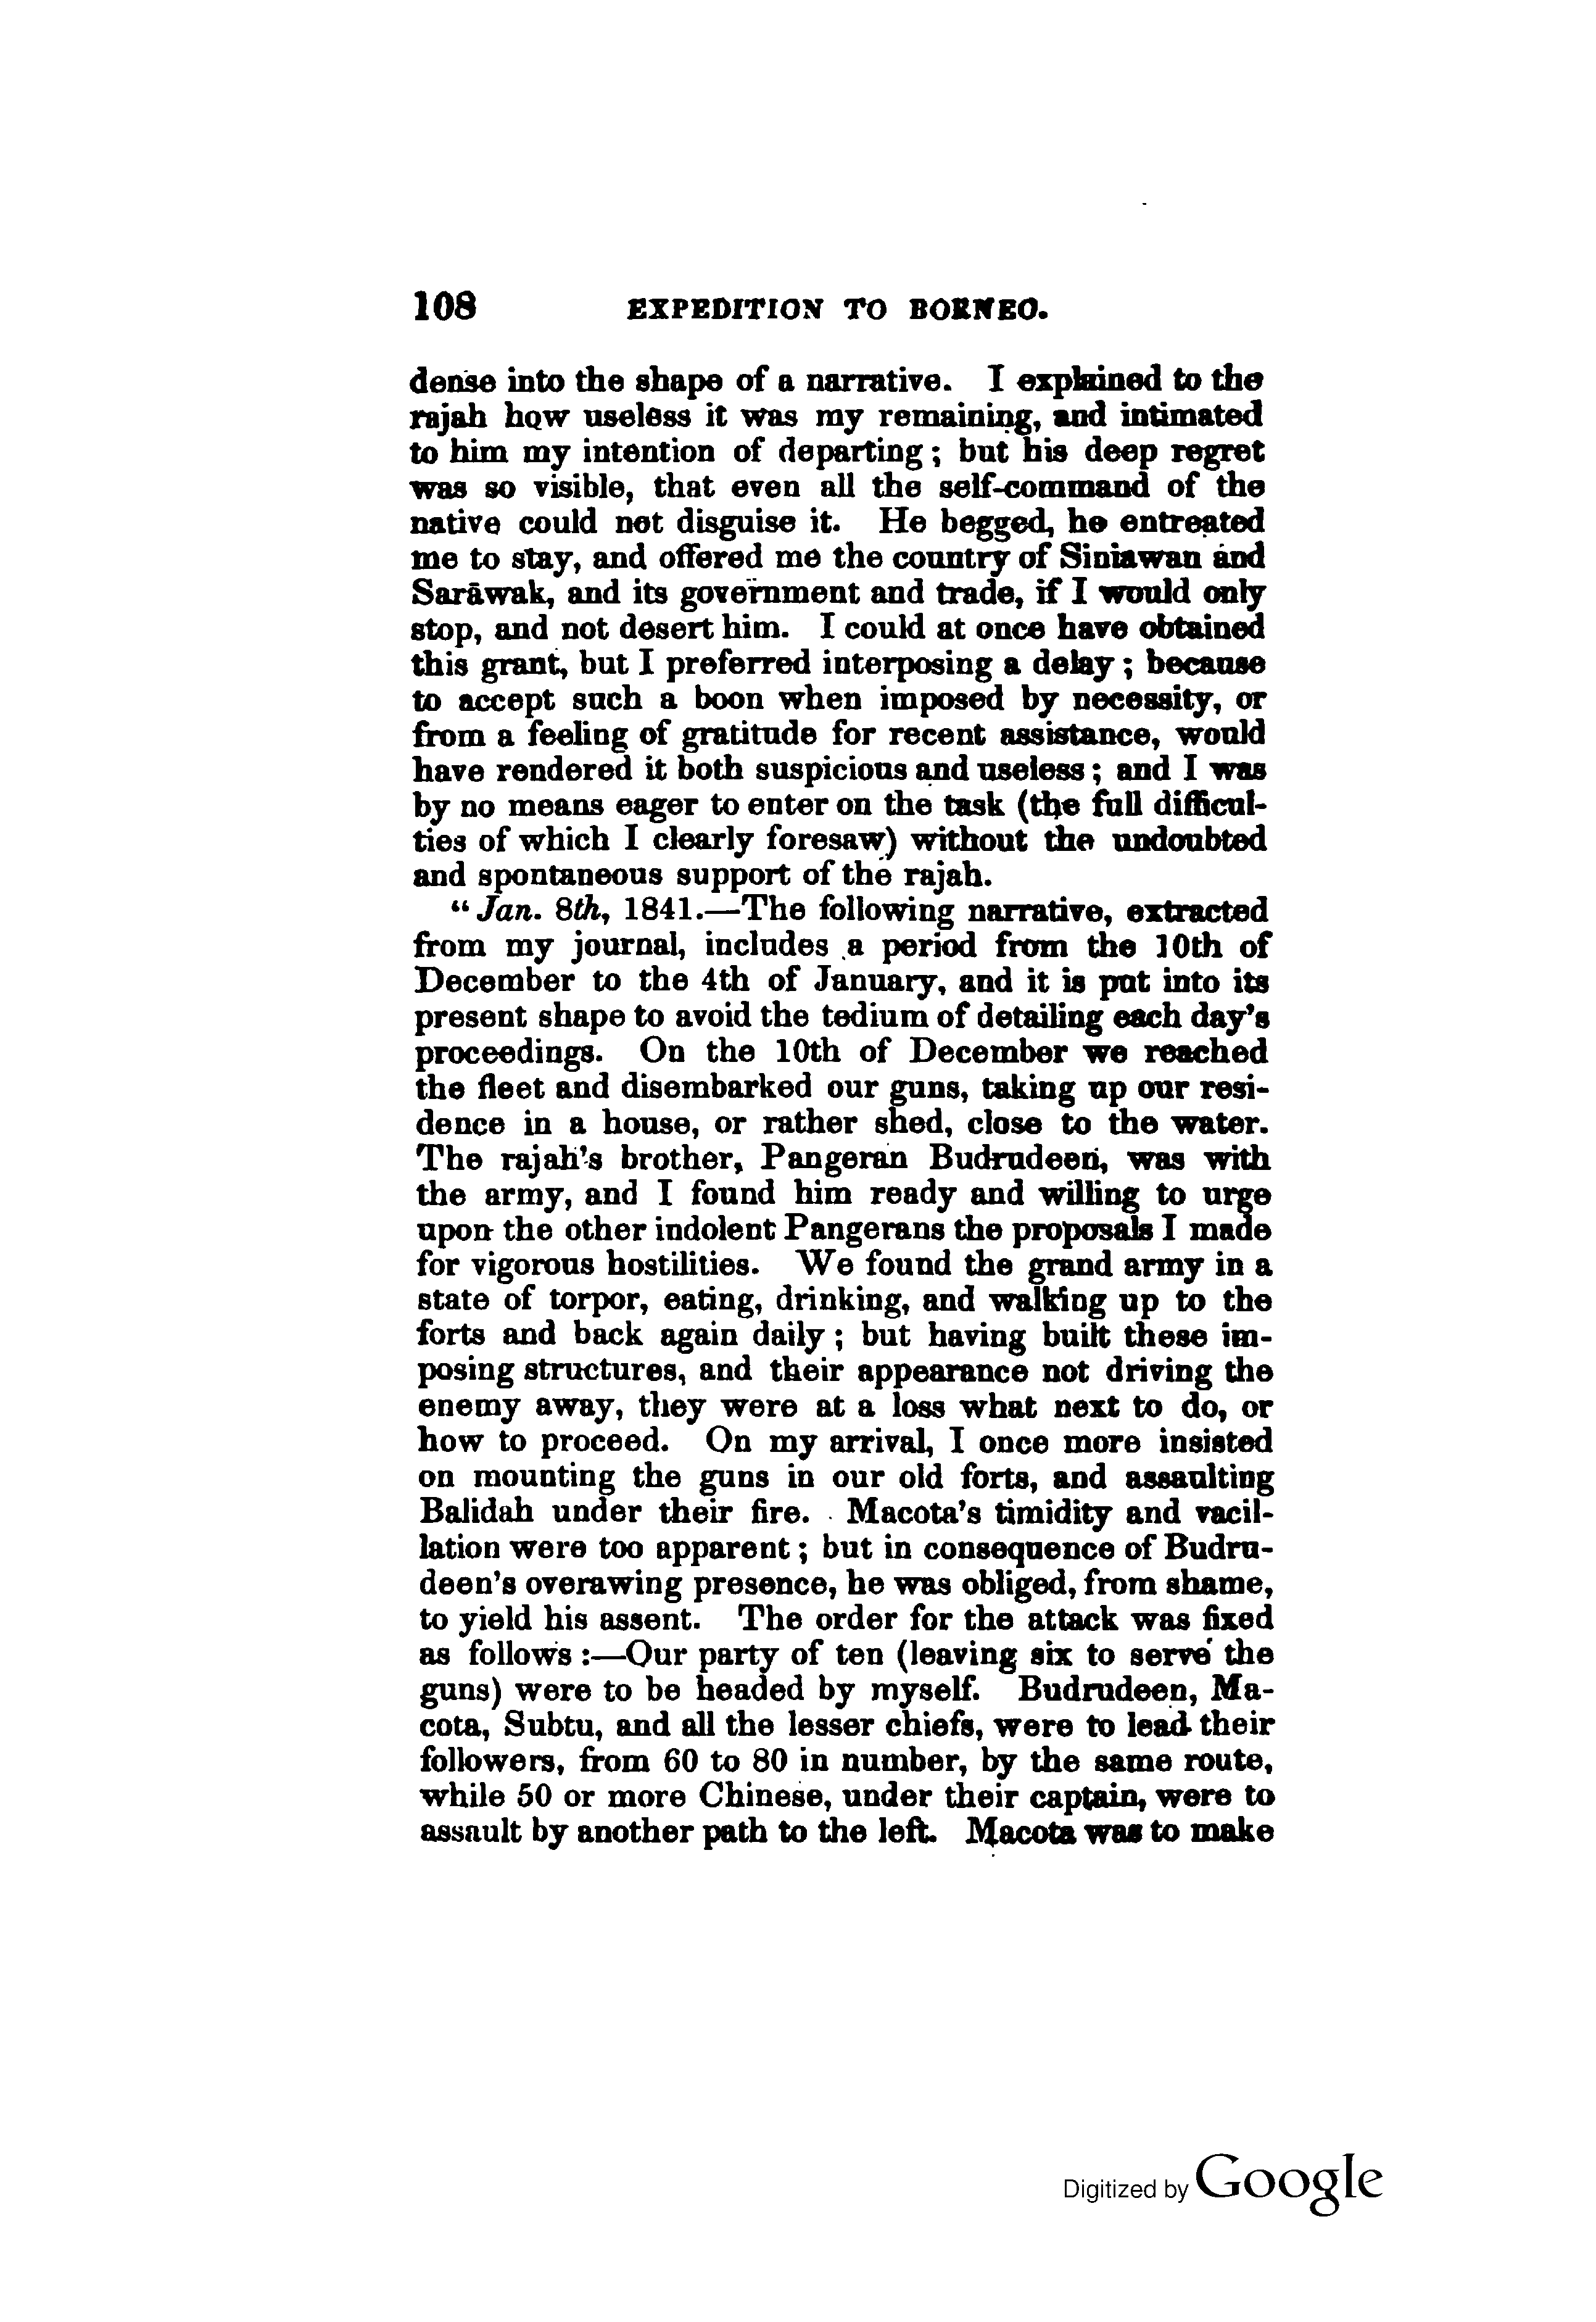 108 EXPEDITION TO BORNEO.
dense into the shape of a narrative. I explained to the
rajah how useless it was my remaining, and intimated
to him my intention of departing; but his deep regret
was so visible, that even all the self-command of the
native could not disguise it. He begged, he entreated
me to stay, and offered me the country of Siniawan and
Sarāwak, and its government and trade, if I would only
stop, and not desert him. I could at once have obtained
this grant, but I preferred interposing a delay; because
to accept such a boon when imposed by necessity, or
from a feeling of gratitude for recent assistance, would
have rendered it both suspicious and useless; and I was
by no means eager to enter on the task (the full difficul-
ties of which I clearly foresaw) without the undoubted
and spontaneous support of the rajah.
"Jan. 8th, 1841.—The following narrative, extracted
from my journal, includes a period from the 10th of
December to the 4th of January, and it is put into its
present shape to avoid the tedium of detailing each day's
proceedings. On the 10th of December we reached
the fleet and disembarked our guns, taking up our resi-
dence in a house, or rather shed, close to the water.
The rajah's brother, Pangeran Budrudeen, was with
the army, and I found him ready and willing to urge
upon the other indolent Pangerans the proposals I made
for vigorous hostilities. We found the grand army in a
state of torpor, eating, drinking, and walking up to the
forts and back again daily; but having built these im-
posing structures, and their appearance not driving the
enemy away, they were at a loss what next to do, or
how to proceed. On my arrival, I once more insisted
on mounting the guns in our old forts, and assaulting
Balidah under their fire. Macota's timidity and vacil-
lation were too apparent; but in consequence of Budru-
deen's overawing presence, he was obliged, from shame,
to yield his assent. The order for the attack was fixed
as follows:—Our party of ten (leaving six to serve the
guns) were to be headed by myself. Budrudeen, Ma-
cota, Subtu, and all the lesser chiefs, were to lead their
followers, from 60 to 80 in number, by the same route,
while 50 or more Chinese, under their captain, were to
assault by another path to the left. Macota was to make
Digitized by Google